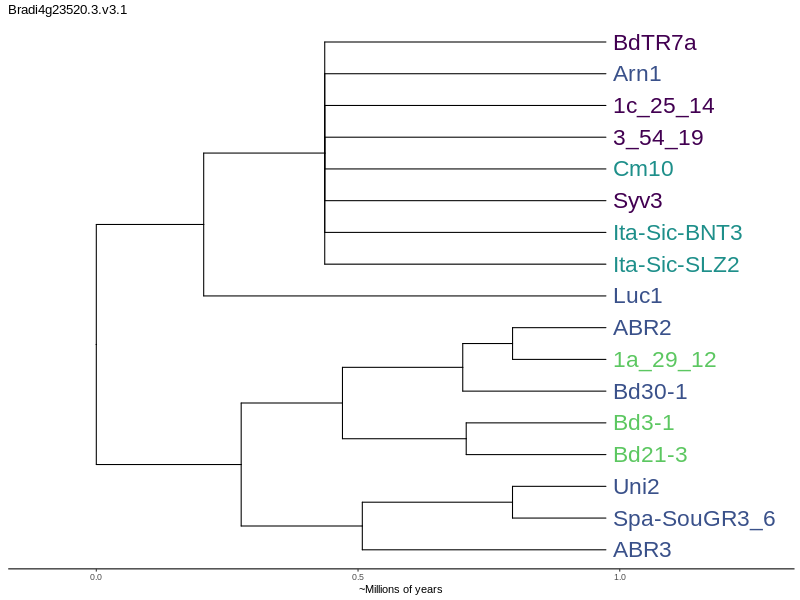 Bradi4g23520.3.v3.1
BdTR7a
Arn1
1c_25_14
3_54_19
Cm10
Syv3
Ita-Sic-BNT3
Ita-Sic-SLZ2
Luc1
ABR2
1a_29_12
Bd30-1
Bd3-1
Bd21-3
Uni2
Spa-SouGR3_6
ABR3
0.0 0.5 1.0
~Millions of years